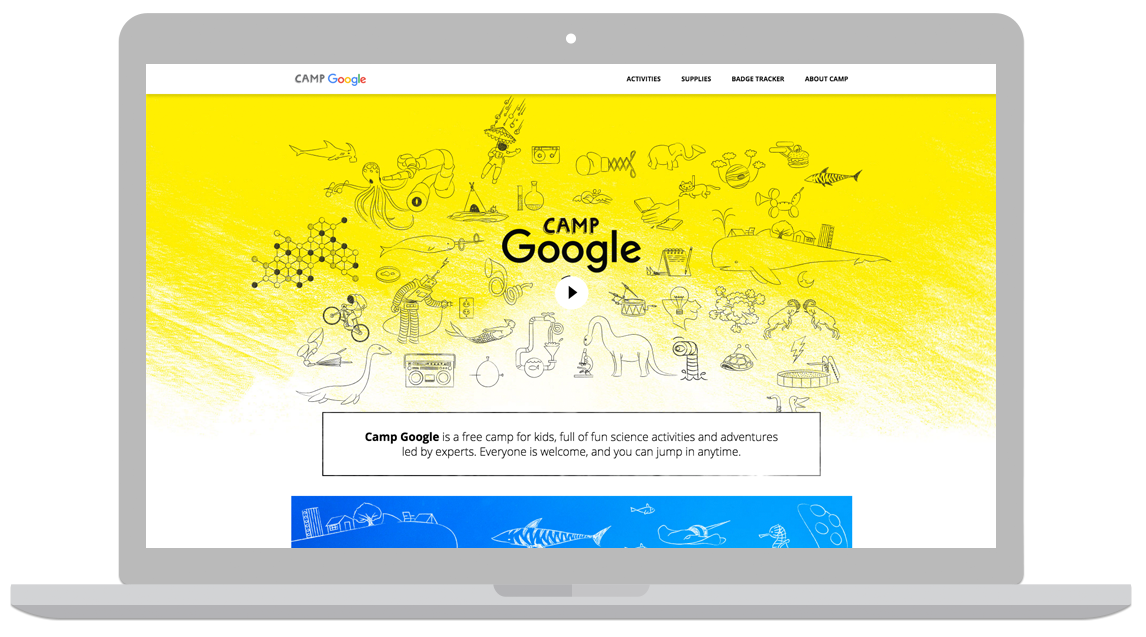 CAMP Google
ACTIVITIES SUPPLIES BADGE TRACKER ABOUT CAMP
CAMP
Google
Camp Google is a free camp for kids, full of fun science activities and adventures
led by experts. Everyone is welcome, and you can jump in anytime.